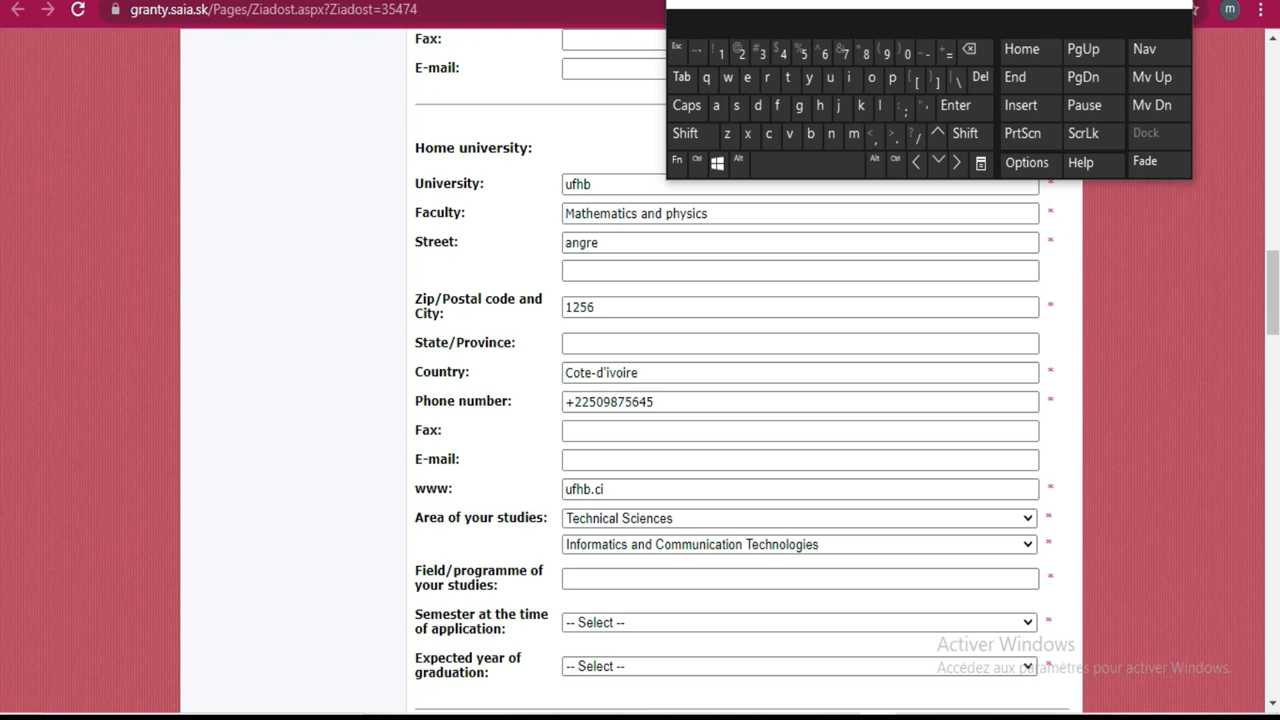 granty.saia.sk/Pages/Ziadost.aspx?Ziadost=35474
m
Fax:
E-mail:
Home university:
University: ufhb *
Faculty: Mathematics and physics *
Street: angre *
Zip/Postal code and
City: 1256 *
State/Province:
Country: Cote-d'ivoire *
Phone number: +22509875645 *
Fax:
E-mail:
www: ufhb.ci *
Area of your studies: Technical Sciences *
Informatics and Communication Technologies *
Field/programme of
your studies: *
Semester at the time
of application: -- Select -- *
Expected year of
graduation: -- Select -- *
Esc ~ ` ! 1 @ 2 # 3 $ 4 % 5 ^ 6 & 7 * 8 ( 9 ) 0 _ - + = Home PgUp Nav
Tab q w e r t y u i o p { [ } ] | \ Del End PgDn Mv Up
Caps a s d f g h j k l : ; " ' Enter Insert Pause Mv Dn
Shift z x c v b n m < , > . ? / Shift PrtScn ScrLk Dock
Fn Ctrl Alt Alt Ctrl Options Help Fade
Activer Windows
Accédez aux paramètres pour activer Windows.